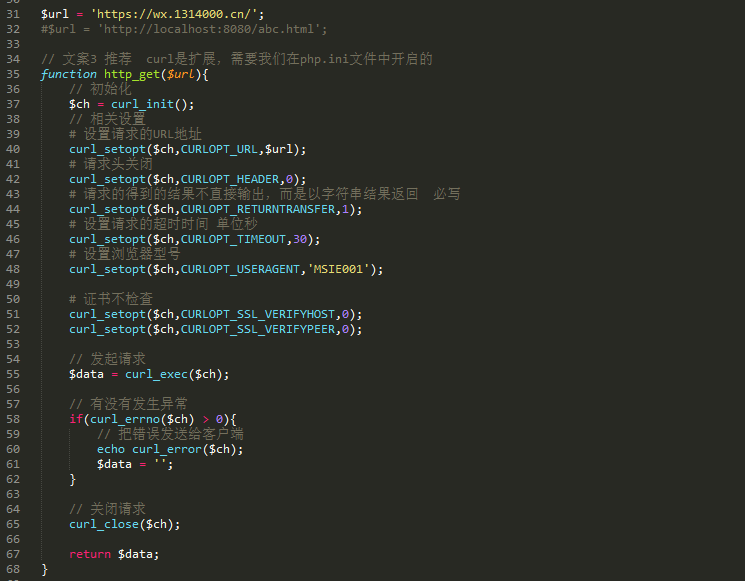 31 $url = 'https://wx.1314000.cn/';
32 #$url = 'http://localhost:8080/abc.html';
33
34 // 文案3 推荐  curl是扩展，需要我们在php.ini文件中开启的
35 function http_get($url){
36     // 初始化
37     $ch = curl_init();
38     // 相关设置
39     # 设置请求的URL地址
40     curl_setopt($ch,CURLOPT_URL,$url);
41     # 请求头关闭
42     curl_setopt($ch,CURLOPT_HEADER,0);
43     # 请求的得到的结果不直接输出，而是以字符串结果返回  必写
44     curl_setopt($ch,CURLOPT_RETURNTRANSFER,1);
45     # 设置请求的超时时间 单位秒
46     curl_setopt($ch,CURLOPT_TIMEOUT,30);
47     # 设置浏览器型号
48     curl_setopt($ch,CURLOPT_USERAGENT,'MSIE001');
49
50     # 证书不检查
51     curl_setopt($ch,CURLOPT_SSL_VERIFYHOST,0);
52     curl_setopt($ch,CURLOPT_SSL_VERIFYPEER,0);
53
54     // 发起请求
55     $data = curl_exec($ch);
56
57     // 有没有发生异常
58     if(curl_errno($ch) > 0){
59         // 把错误发送给客户端
60         echo curl_error($ch);
61         $data = '';
62     }
63
64     // 关闭请求
65     curl_close($ch);
66
67     return $data;
68 }